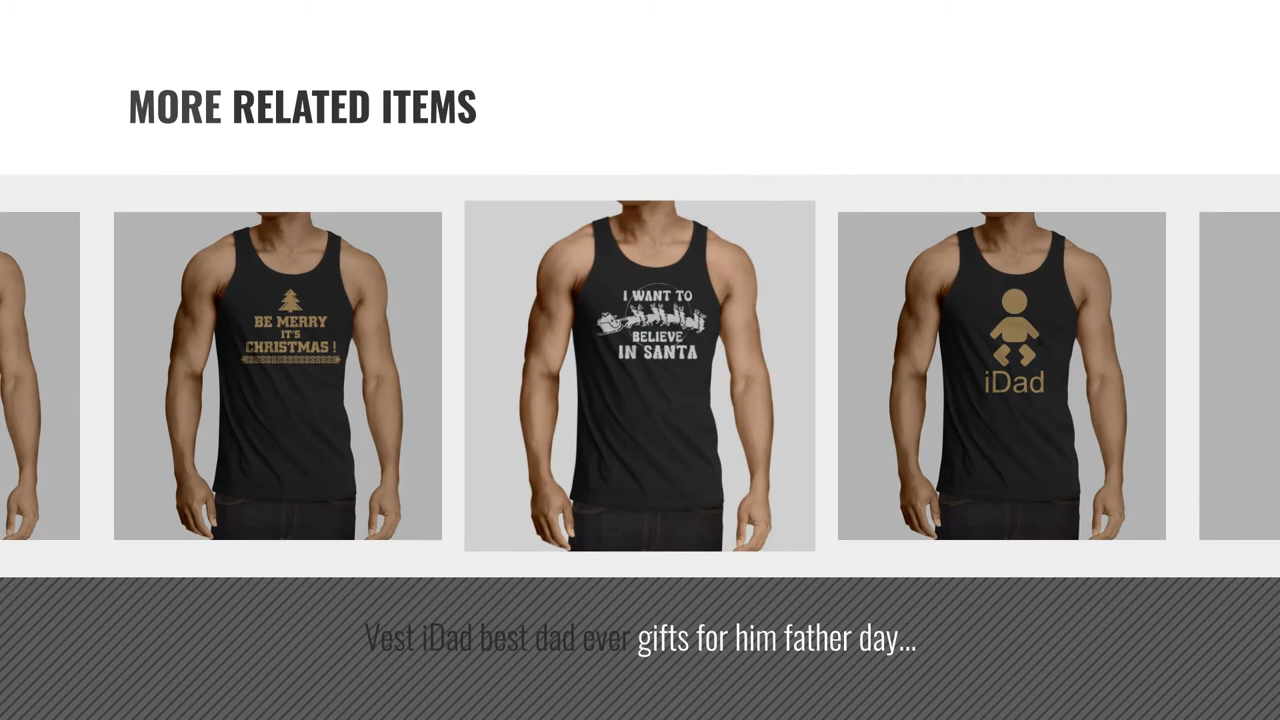 MORE RELATED ITEMS
BE MERRY
IT'S
CHRISTMAS !
I WANT TO
BELIEVE
IN SANTA
iDad
Vest iDad best dad ever gifts for him father day...